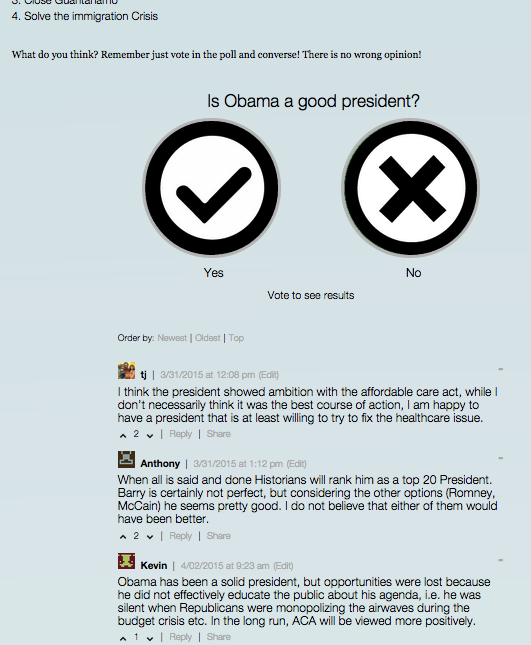 3. Close Guantanamo
4. Solve the immigration Crisis
What do you think? Remember just vote in the poll and converse! There is no wrong opinion!
Is Obama a good president?
Yes
No
Vote to see results
Order by: Newest | Oldest | Top
tj | 3/31/2015 at 12:08 pm (Edit)
I think the president showed ambition with the affordable care act, while I
don't necessarily think it was the best course of action, I am happy to
have a president that is at least willing to try to fix the healthcare issue.
2 | Reply | Share
Anthony | 3/31/2015 at 1:12 pm (Edit)
When all is said and done Historians will rank him as a top 20 President.
Barry is certainly not perfect, but considering the other options (Romney,
McCain) he seems pretty good. I do not believe that either of them would
have been better.
2 | Reply | Share
Kevin | 4/02/2015 at 9:23 am (Edit)
Obama has been a solid president, but opportunities were lost because
he did not effectively educate the public about his agenda, i.e. he was
silent when Republicans were monopolizing the airwaves during the
budget crisis etc. In the long run, ACA will be viewed more positively.
1 | Reply | Share